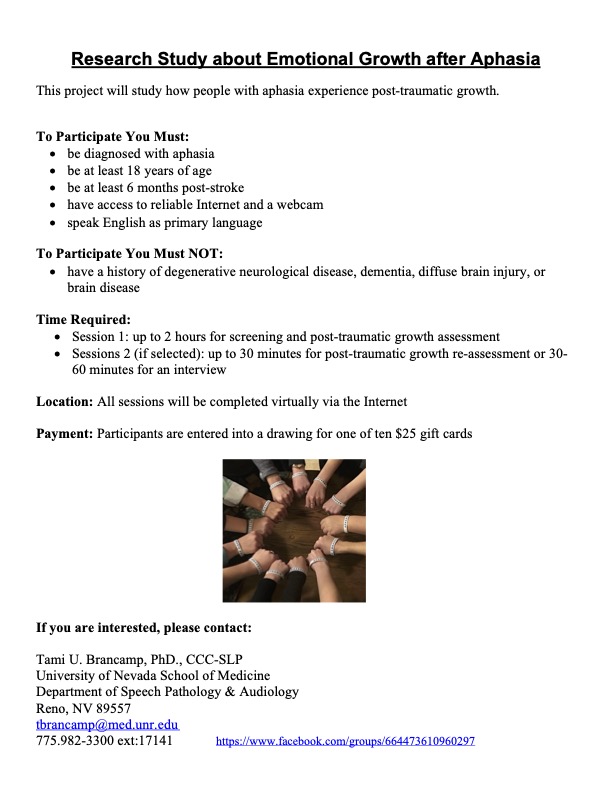 Research Study about Emotional Growth after Aphasia
This project will study how people with aphasia experience post-traumatic growth.
To Participate You Must:
• be diagnosed with aphasia
• be at least 18 years of age
• be at least 6 months post-stroke
• have access to reliable Internet and a webcam
• speak English as primary language
To Participate You Must NOT:
• have a history of degenerative neurological disease, dementia, diffuse brain injury, or
brain disease
Time Required:
• Session 1: up to 2 hours for screening and post-traumatic growth assessment
• Sessions 2 (if selected): up to 30 minutes for post-traumatic growth re-assessment or 30-
60 minutes for an interview
Location: All sessions will be completed virtually via the Internet
Payment: Participants are entered into a drawing for one of ten $25 gift cards
If you are interested, please contact:
Tami U. Brancamp, PhD., CCC-SLP
University of Nevada School of Medicine
Department of Speech Pathology & Audiology
Reno, NV 89557
tbrancamp@med.unr.edu
775.982-3300 ext:17141 https://www.facebook.com/groups/664473610960297